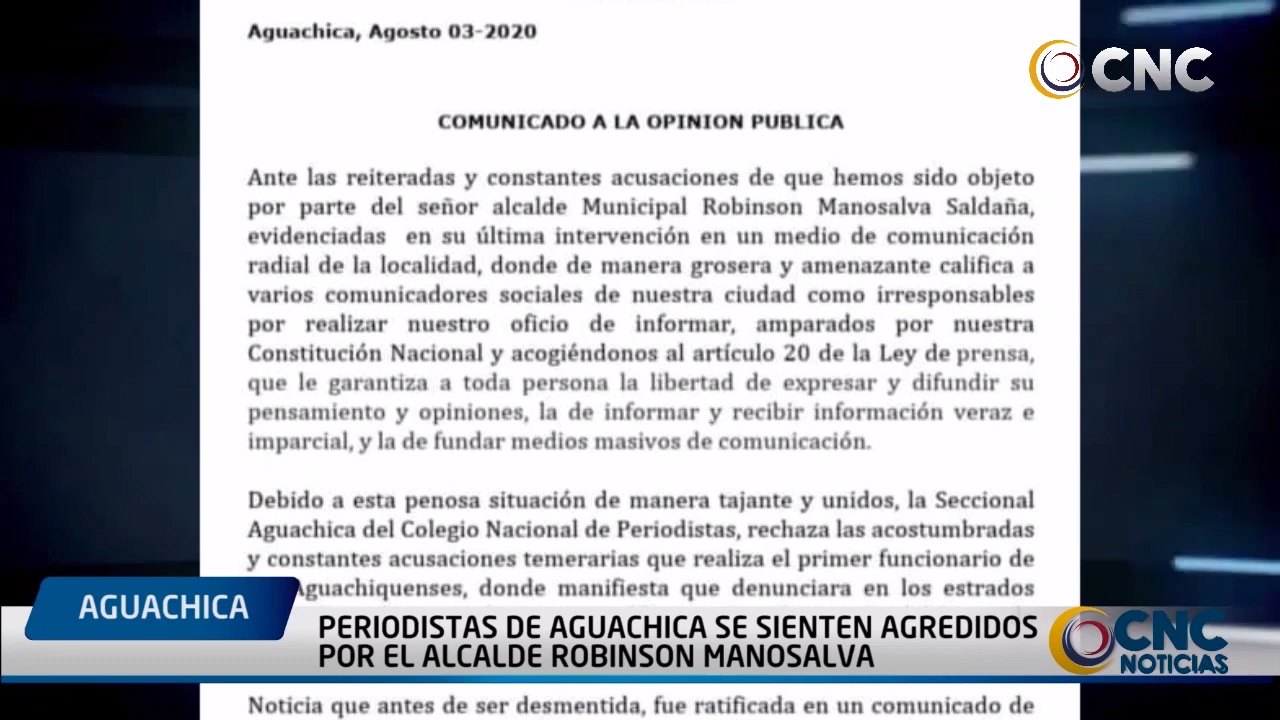 Aguachica, Agosto 03-2020
CNC
COMUNICADO A LA OPINION PUBLICA
Ante las reiteradas y constantes acusaciones de que hemos sido objeto
por parte del señor alcalde Municipal Robinson Manosalva Saldaña,
evidenciadas en su última intervención en un medio de comunicación
radial de la localidad, donde de manera grosera y amenazante califica a
varios comunicadores sociales de nuestra ciudad como irresponsables
por realizar nuestro oficio de informar, amparados por nuestra
Constitución Nacional y acogiéndonos al artículo 20 de la Ley de prensa,
que le garantiza a toda persona la libertad de expresar y difundir su
pensamiento y opiniones, la de informar y recibir información veraz e
imparcial, y la de fundar medios masivos de comunicación.
Debido a esta penosa situación de manera tajante y unidos, la Seccional
Aguachica del Colegio Nacional de Periodistas, rechaza las acostumbradas
y constantes acusaciones temerarias que realiza el primer funcionario de
guachiquenses, donde manifiesta que denunciara en los estrados
AGUACHICA
PERIODISTAS DE AGUACHICA SE SIENTEN AGREDIDOS
POR EL ALCALDE ROBINSON MANOSALVA
CNC
NOTICIAS
Noticia que antes de ser desmentida, fue ratificada en un comunicado de